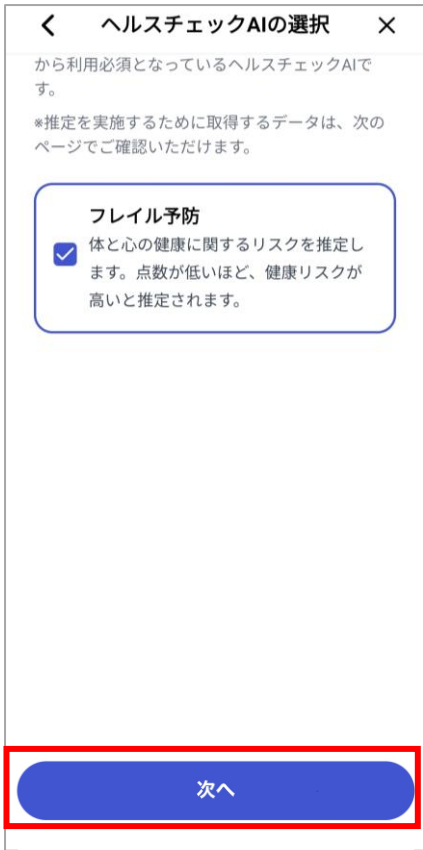 ヘルスチェックAIの選択
から利用必須となっているヘルスチェックAIで
す。
※推定を実施するために取得するデータは、次の
ページでご確認いただけます。
フレイル予防
体と心の健康に関するリスクを推定し
ます。点数が低いほど、健康リスクが
高いと推定されます。
次へ